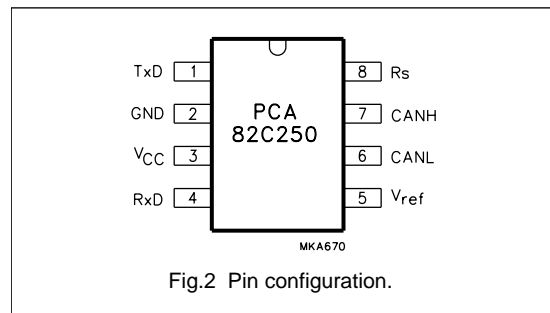 TxD 1
GND 2
VCC 3
RxD 4
PCA
82C250
8 Rs
7 CANH
6 CANL
5 Vref
MKA670
Fig.2 Pin configuration.